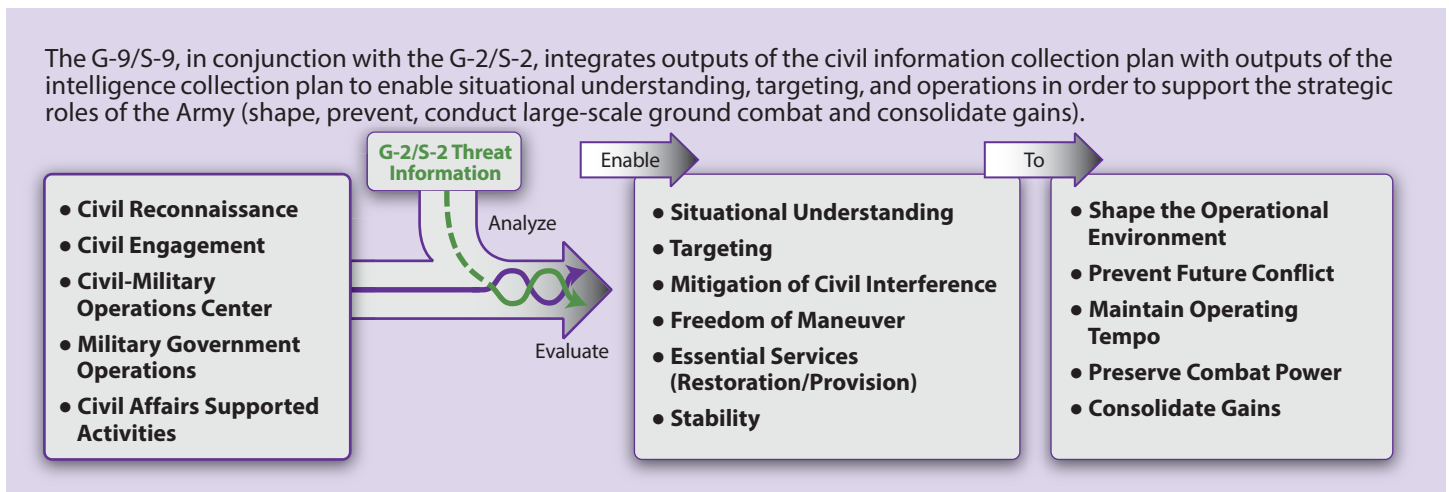 The G-9/S-9, in conjunction with the G-2/S-2, integrates outputs of the civil information collection plan with outputs of the
intelligence collection plan to enable situational understanding, targeting, and operations in order to support the strategic
roles of the Army (shape, prevent, conduct large-scale ground combat and consolidate gains).
● Civil Reconnaissance
● Civil Engagement
● Civil-Military
Operations Center
● Military Government
Operations
● Civil Affairs Supported
Activities
G-2/S-2 Threat
Information
Analyze
Evaluate
Enable
● Situational Understanding
● Targeting
● Mitigation of Civil Interference
● Freedom of Maneuver
● Essential Services
(Restoration/Provision)
● Stability
To
● Shape the Operational
Environment
● Prevent Future Conflict
● Maintain Operating
Tempo
● Preserve Combat Power
● Consolidate Gains